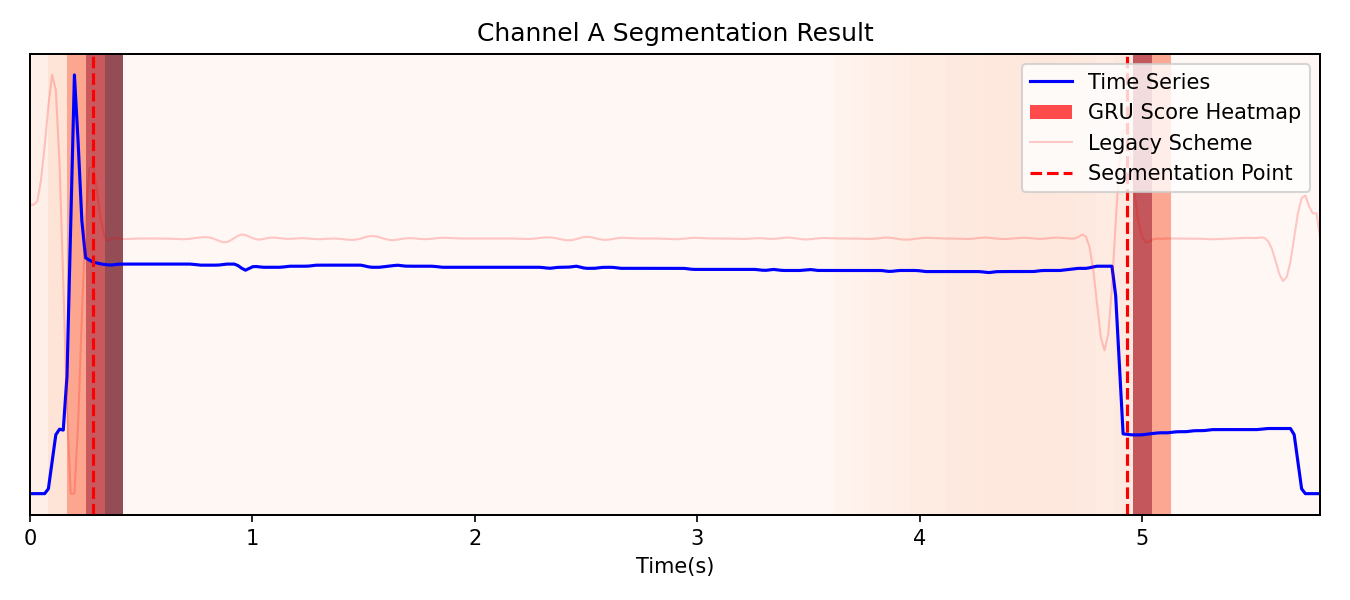 Channel A Segmentation Result
Time Series
GRU Score Heatmap
Legacy Scheme
Segmentation Point
0 1 2 3 4 5
Time(s)